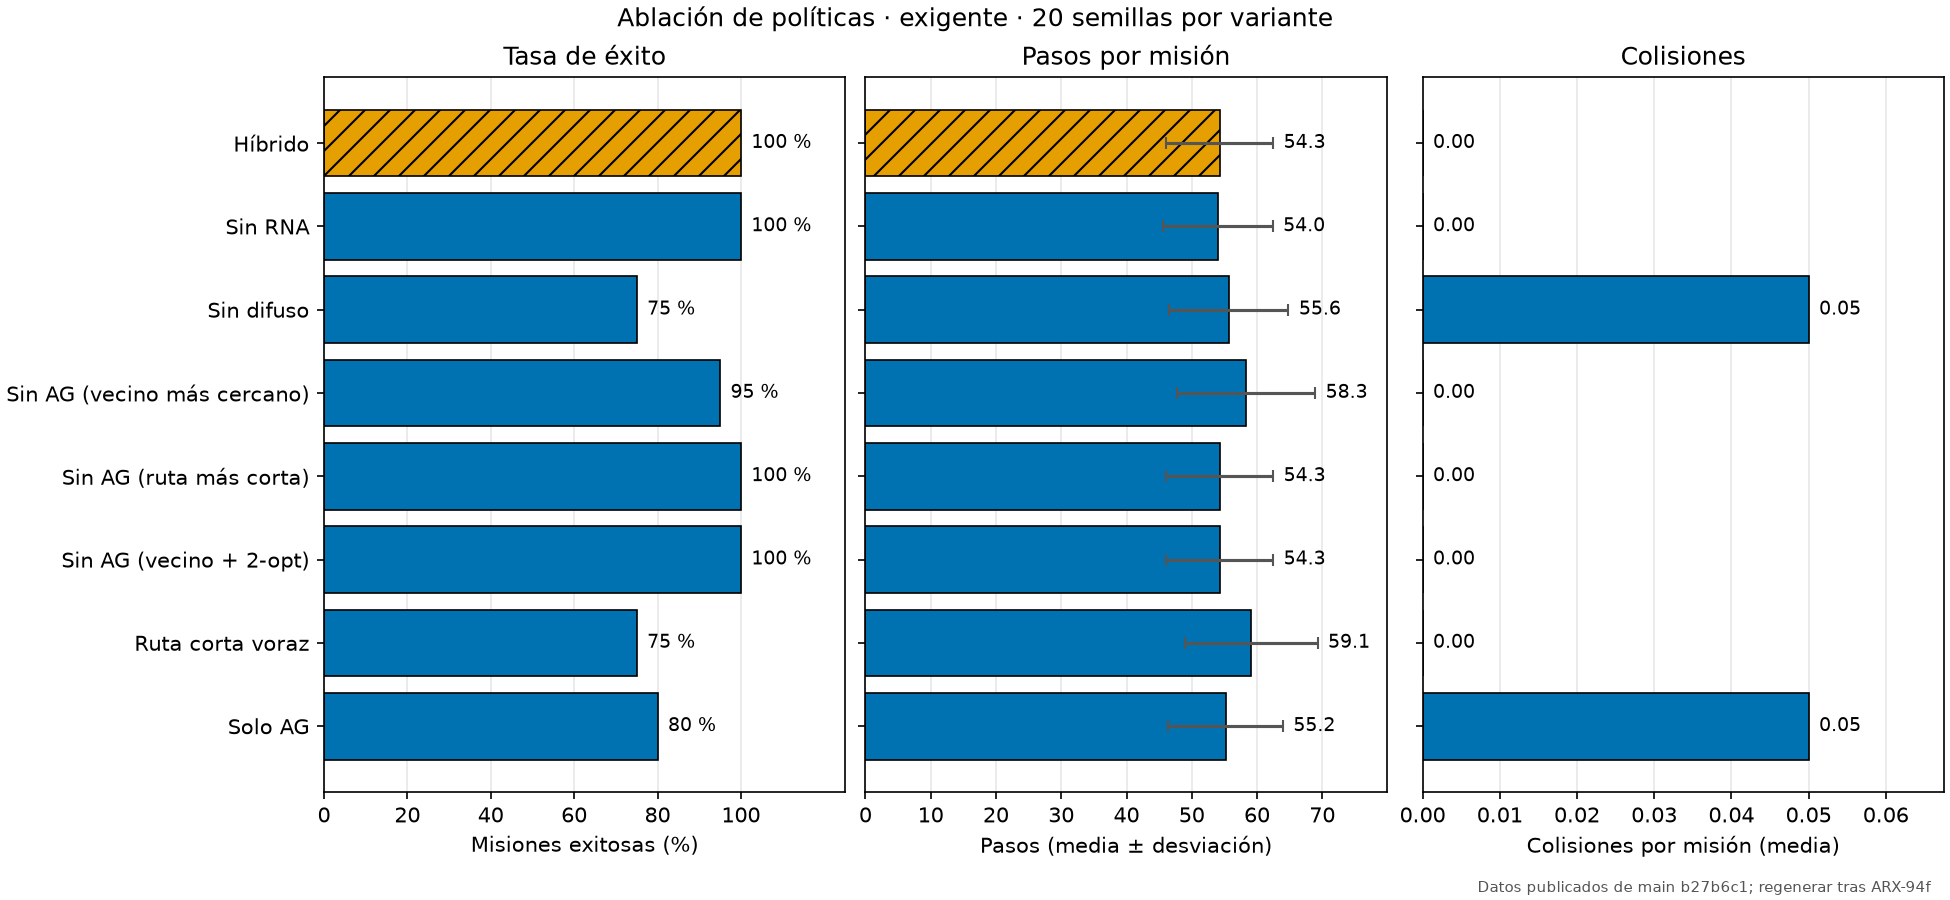 Ablación de políticas · exigente · 20 semillas por variante
Tasa de éxito
Pasos por misión
Colisiones
Híbrido
100 %
54.3
0.00
Sin RNA
100 %
54.0
0.00
Sin difuso
75 %
55.6
0.05
Sin AG (vecino más cercano)
95 %
58.3
0.00
Sin AG (ruta más corta)
100 %
54.3
0.00
Sin AG (vecino + 2-opt)
100 %
54.3
0.00
Ruta corta voraz
75 %
59.1
0.00
Solo AG
80 %
55.2
0.05
0 20 40 60 80 100
0 10 20 30 40 50 60 70
0.00 0.01 0.02 0.03 0.04 0.05 0.06
Misiones exitosas (%)
Pasos (media ± desviación)
Colisiones por misión (media)
Datos publicados de main b27b6c1; regenerar tras ARX-94f